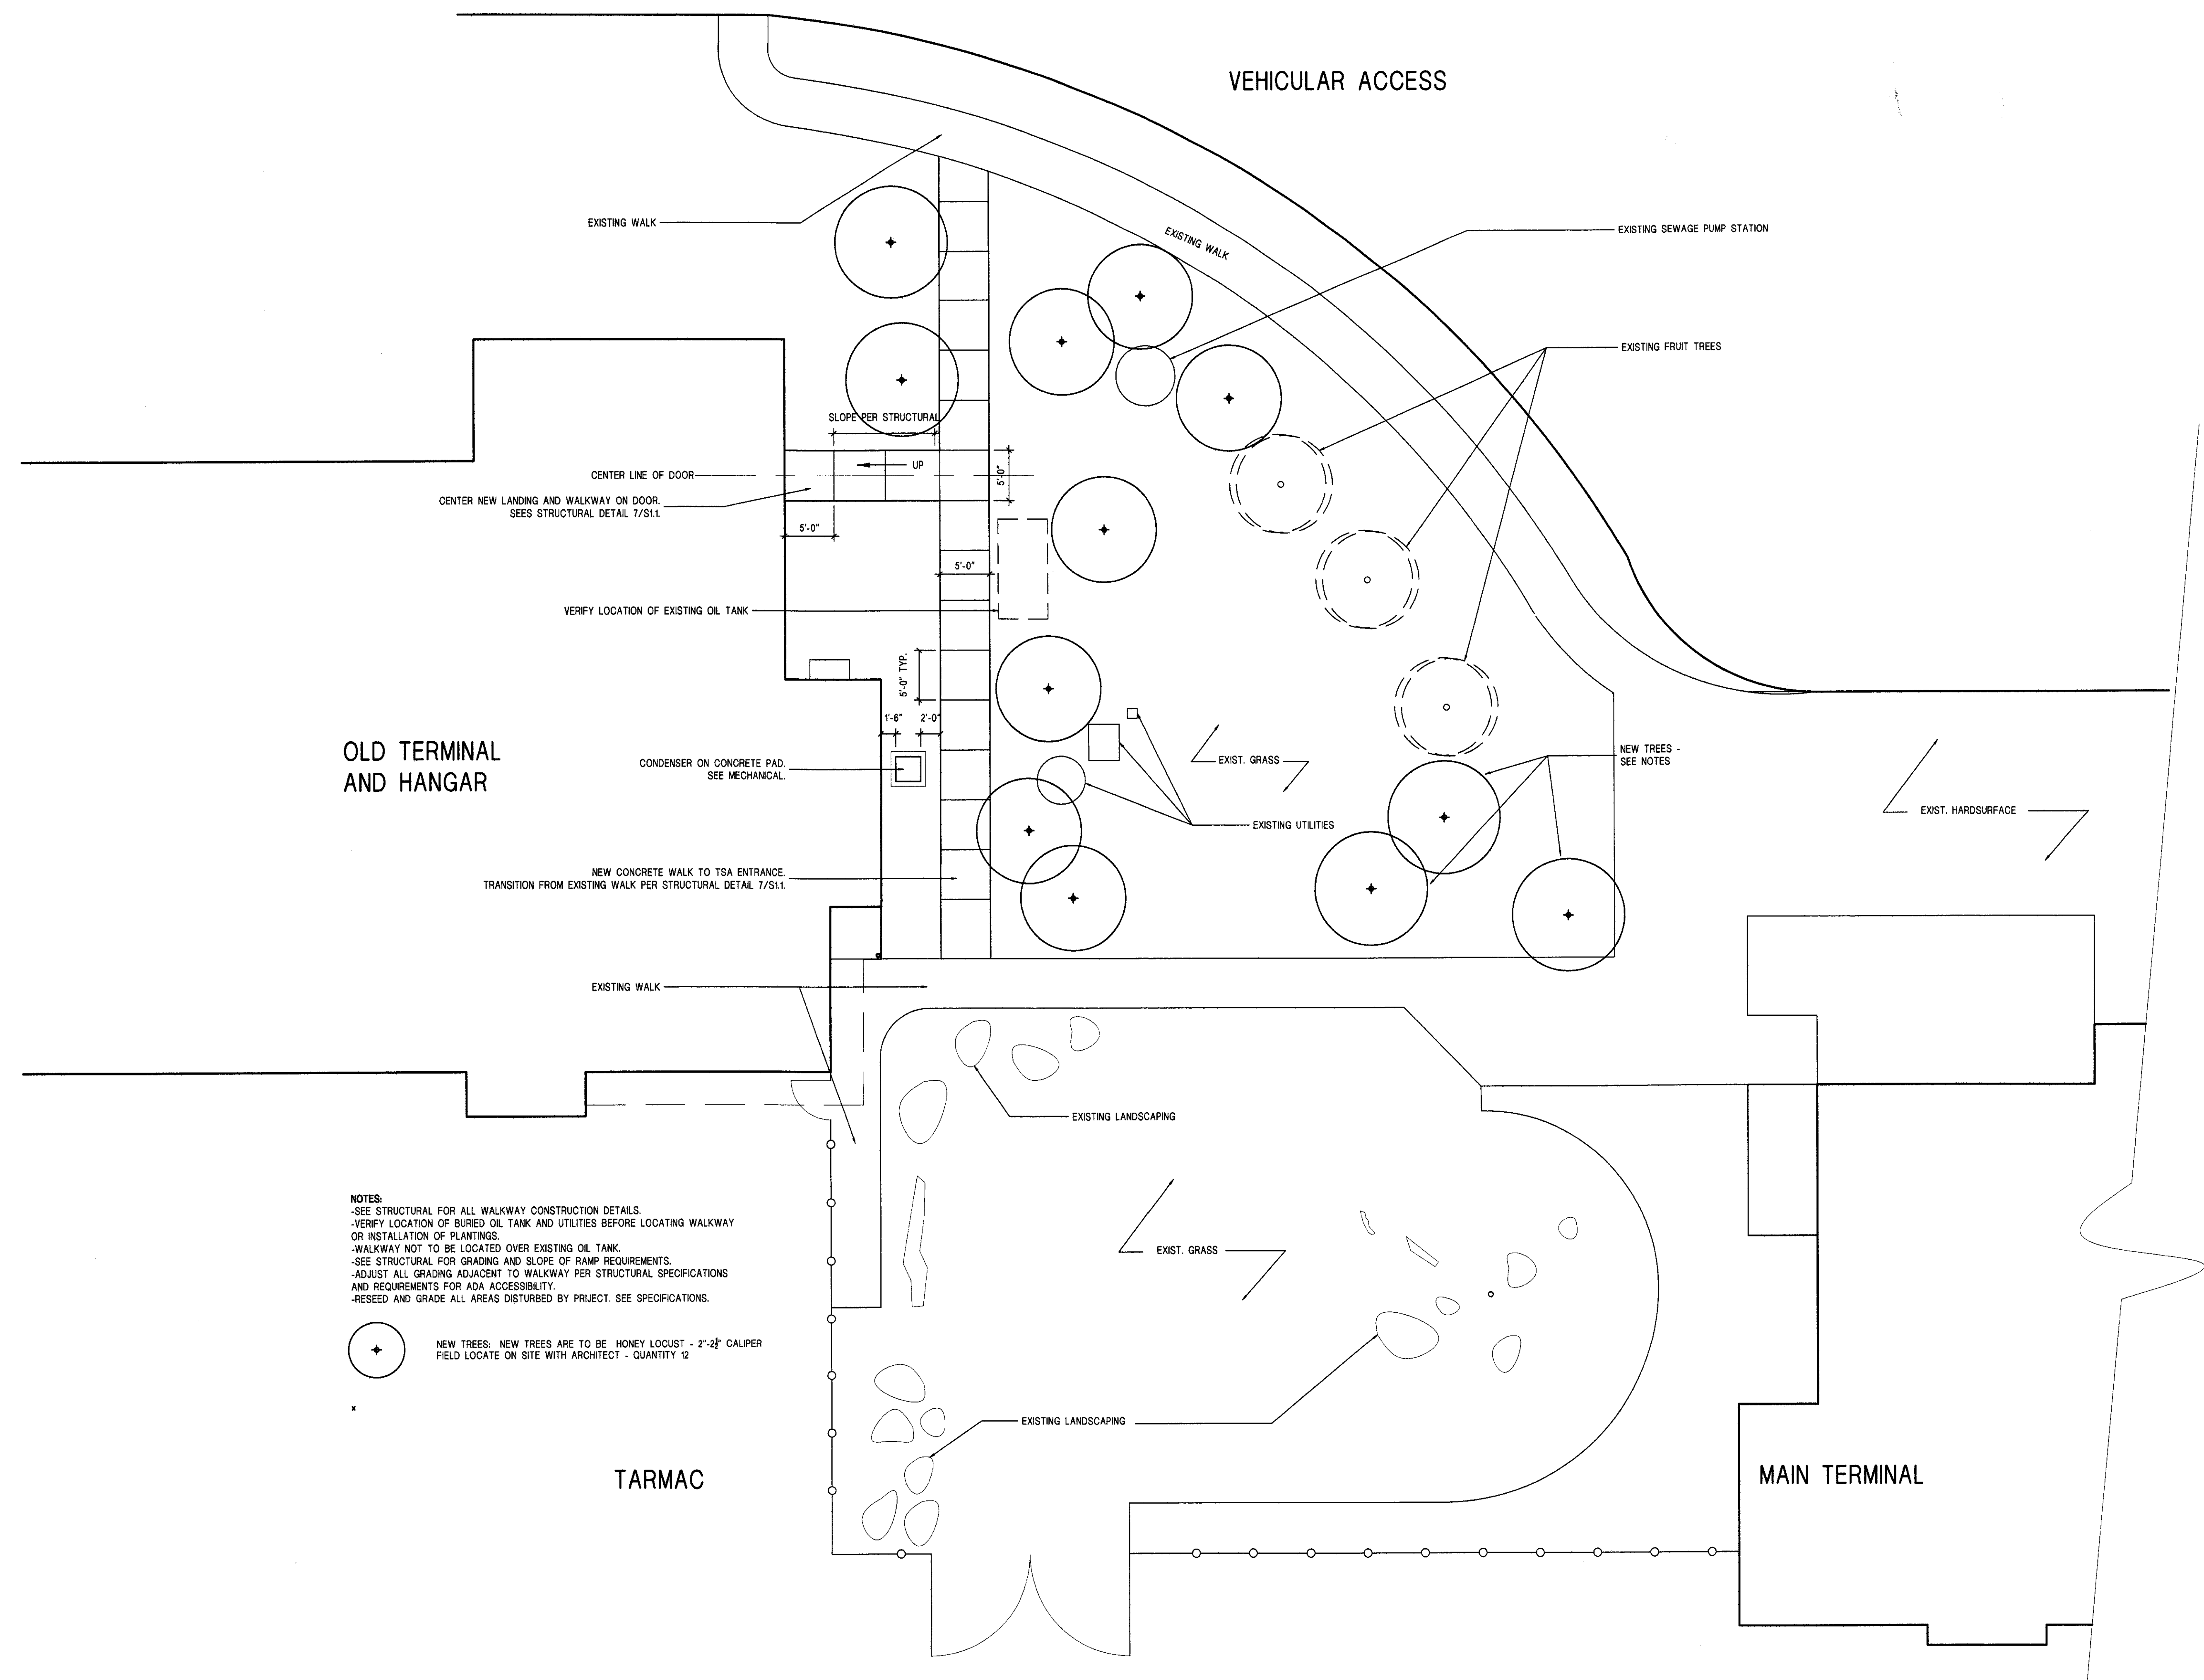 VEHICULAR ACCESS
EXISTING WALK
EXISTING WALK
EXISTING SEWAGE PUMP STATION
EXISTING FRUIT TREES
SLOPE PER STRUCTURAL
UP
5'-0"
CENTER LINE OF DOOR
CENTER NEW LANDING AND WALKWAY ON DOOR.
SEES STRUCTURAL DETAIL 7/S1.1.
5'-0"
5'-0"
VERIFY LOCATION OF EXISTING OIL TANK
5'-0" TYP.
1'-6"
2'-0"
OLD TERMINAL
AND HANGAR
CONDENSER ON CONCRETE PAD.
SEE MECHANICAL.
EXIST. GRASS
NEW TREES -
SEE NOTES
EXISTING UTILITIES
EXIST. HARDSURFACE
NEW CONCRETE WALK TO TSA ENTRANCE.
TRANSITION FROM EXISTING WALK PER STRUCTURAL DETAIL 7/S1.1.
EXISTING WALK
EXISTING LANDSCAPING
EXIST. GRASS
NOTES:
-SEE STRUCTURAL FOR ALL WALKWAY CONSTRUCTION DETAILS.
-VERIFY LOCATION OF BURIED OIL TANK AND UTILITIES BEFORE LOCATING WALKWAY
OR INSTALLATION OF PLANTINGS.
-WALKWAY NOT TO BE LOCATED OVER EXISTING OIL TANK.
-SEE STRUCTURAL FOR GRADING AND SLOPE OF RAMP REQUIREMENTS.
-ADJUST ALL GRADING ADJACENT TO WALKWAY PER STRUCTURAL SPECIFICATIONS
AND REQUIREMENTS FOR ADA ACCESSIBILITY.
-RESEED AND GRADE ALL AREAS DISTURBED BY PRIJECT. SEE SPECIFICATIONS.
NEW TREES: NEW TREES ARE TO BE HONEY LOCUST - 2"-2½" CALIPER
FIELD LOCATE ON SITE WITH ARCHITECT - QUANTITY 12
x
EXISTING LANDSCAPING
TARMAC
MAIN TERMINAL